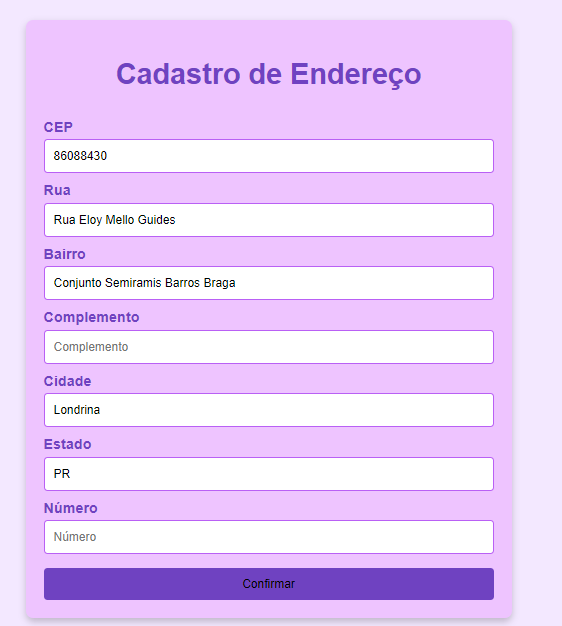 Cadastro de Endereço
CEP
86088430
Rua
Rua Eloy Mello Guides
Bairro
Conjunto Semiramis Barros Braga
Complemento
Complemento
Cidade
Londrina
Estado
PR
Número
Número
Confirmar